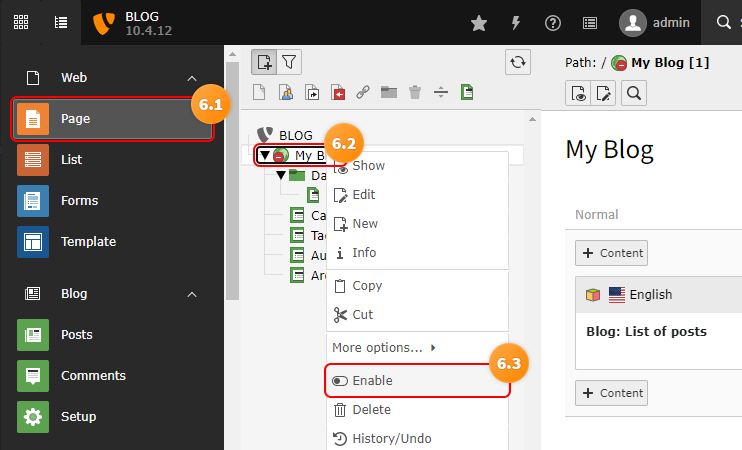 BLOG
10.4.12
admin
Web
6.1
Page
List
Forms
Template
Blog
Posts
Comments
Setup
BLOG
6.2
My B
Da
Ca
Ta
Au
Ar
Show
Edit
New
Info
Copy
Cut
More options...
6.3
Enable
Delete
History/Undo
Path: / My Blog [1]
My Blog
Normal
+ Content
English
Blog: List of posts
+ Content